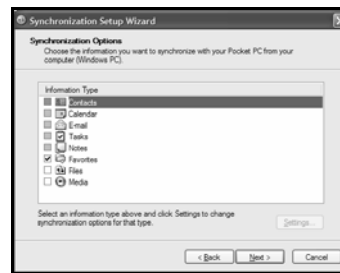 Synchronization Setup Wizard
Synchronization Options
Choose the information you want to synchronize with your Pocket PC from your
computer (Windows PC).
Information Type
Contacts
Calendar
E-mail
Tasks
Notes
Favorites
Files
Media
Select an information type above and click Settings to change
synchronization options for that type.
Settings...
< Back
Next >
Cancel